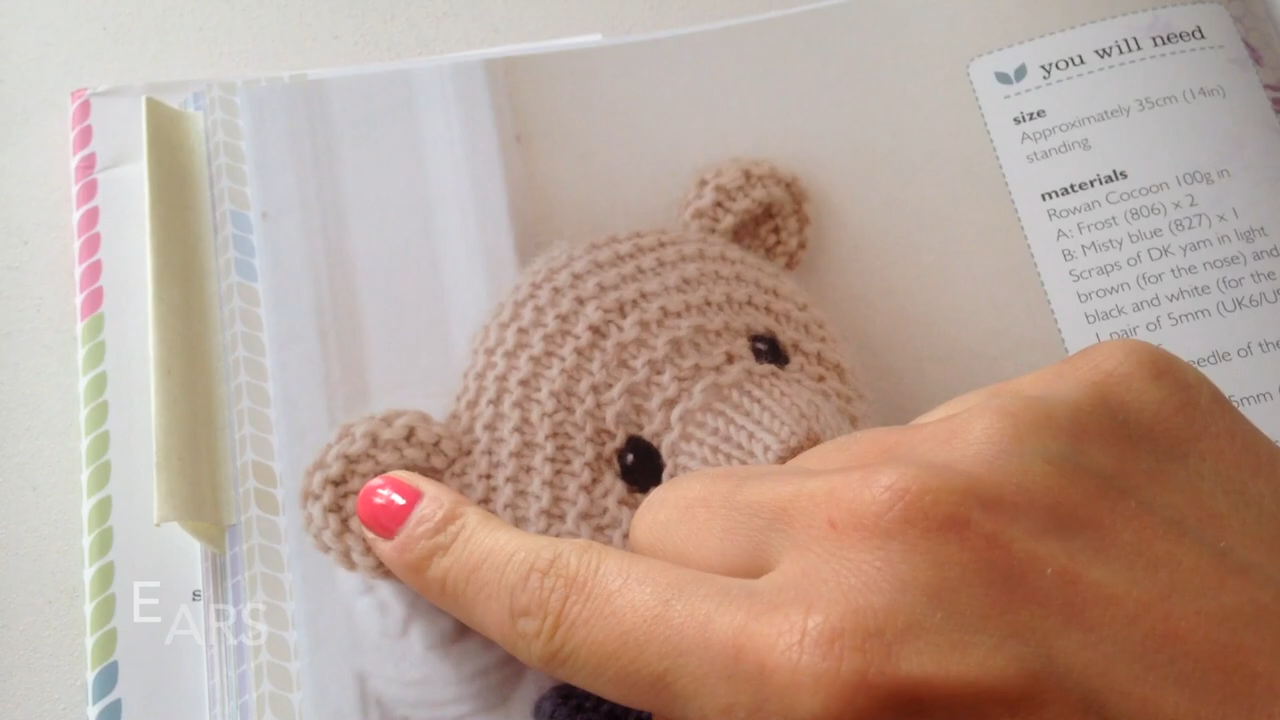 you will need
size
Approximately 35cm (14in)
standing
materials
Rowan Cocoon 100g in
A: Frost (806) x 2
B: Misty blue (827) x 1
Scraps of DK yarn in light
brown (for the nose) and
black and white (for the
1 pair of 5mm (UK6/U
eedle of the
5mm
s
EARS